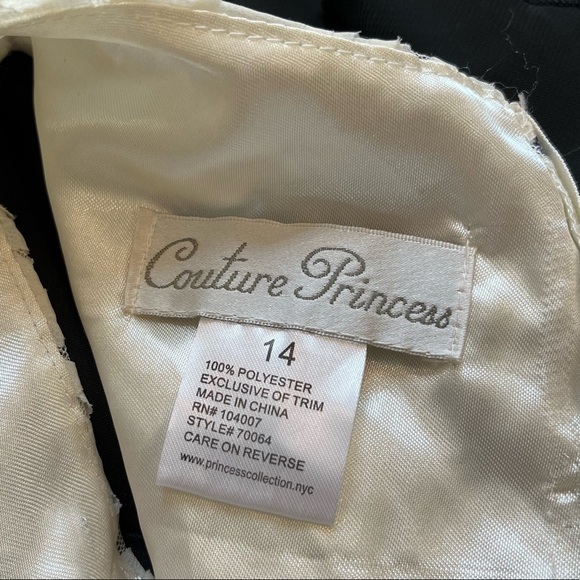 Couture Princess
14
100% POLYESTER
EXCLUSIVE OF TRIM
MADE IN CHINA
RN# 104007
STYLE# 70064
CARE ON REVERSE
www.princesscollection.nyc